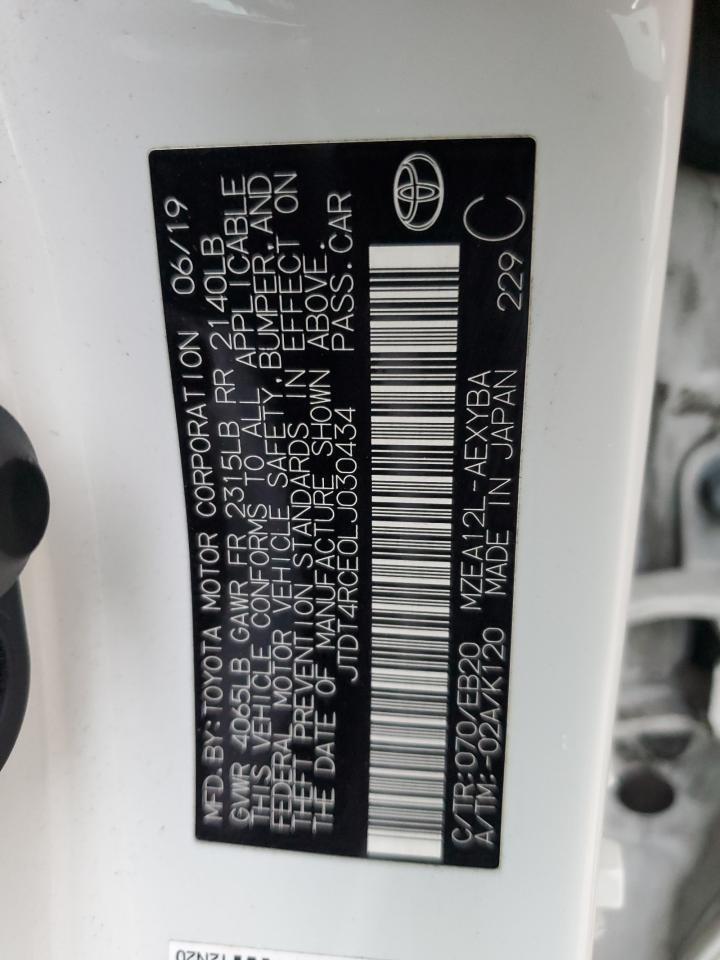 MFD.BY:TOYOTA MOTOR CORPORATION 06/19
GVWR 4065LB GAWR FR 2315LB RR 2140LB
THIS VEHICLE CONFORMS TO ALL APPLICABLE
FEDERAL MOTOR VEHICLE SAFETY,BUMPER,AND
THEFT PREVENTION STANDARDS IN EFFECT ON
THE DATE OF MANUFACTURE SHOWN ABOVE.
JTDT4RCE0LJ030434 PASS.CAR
C/TR:070/EB20 MZEA12L-AEXYBA
A/TM:-02A/K120 MADE IN JAPAN 229 C
12N20